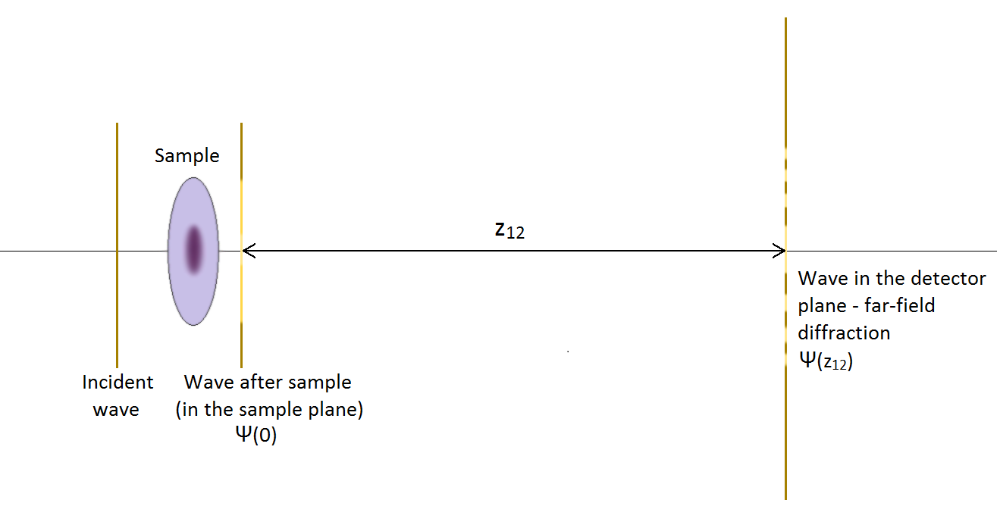 Sample
z₁₂
Wave in the detector
plane - far-field
diffraction
Ψ(z₁₂)
Incident
wave
Wave after sample
(in the sample plane)
Ψ(0)